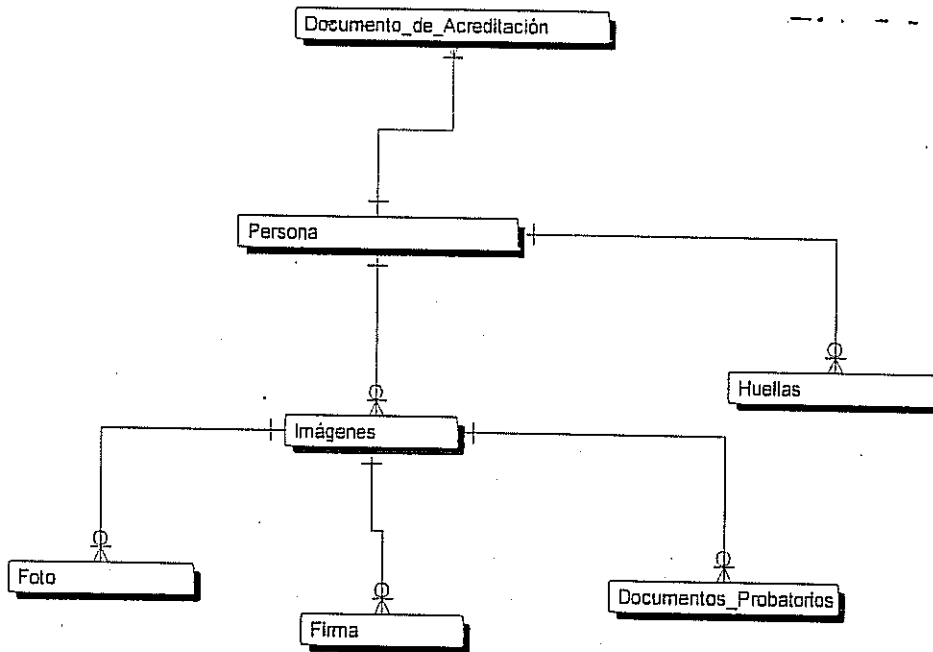 Documento_de_Acreditación
Persona
Huellas
Imágenes
Foto
Firma
Documentos_Probatorios